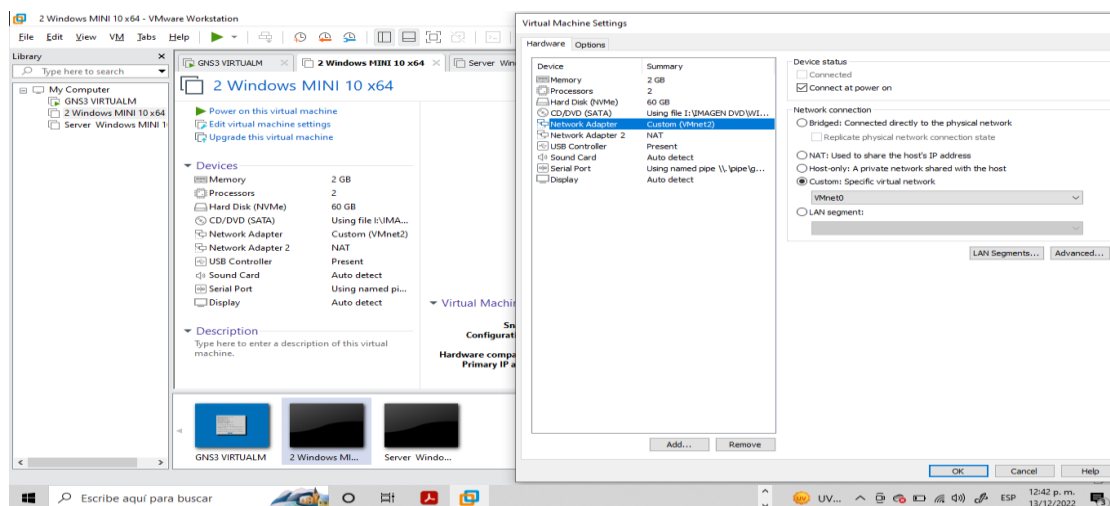 2 Windows MINI 10 x64 - VMware Workstation
File Edit View VM Tabs Help
Library
Type here to search
My Computer
GNS3 VIRTUALM
2 Windows MINI 10 x64
Server Windows MINI 1
GNS3 VIRTUALM
2 Windows MINI 10 x64
Server Win
2 Windows MINI 10 x64
Power on this virtual machine
Edit virtual machine settings
Upgrade this virtual machine
Devices
Memory 2 GB
Processors 2
Hard Disk (NVMe) 60 GB
CD/DVD (SATA) Using file I:\IMA...
Network Adapter Custom (VMnet2)
Network Adapter 2 NAT
USB Controller Present
Sound Card Auto detect
Serial Port Using named pi...
Display Auto detect
Description
Type here to enter a description of this virtual
machine.
Virtual Machin
Sn
Configurati
Hardware compa
Primary IP a
GNS3 VIRTUALM
2 Windows MI...
Server Windo...
Virtual Machine Settings
Hardware Options
Device Summary
Memory 2 GB
Processors 2
Hard Disk (NVMe) 60 GB
CD/DVD (SATA) Using file I:\IMAGEN DVD\WI...
Network Adapter Custom (VMnet2)
Network Adapter 2 NAT
USB Controller Present
Sound Card Auto detect
Serial Port Using named pipe \\.\pipe\g...
Display Auto detect
Add... Remove
Device status
Connected
Connect at power on
Network connection
Bridged: Connected directly to the physical network
Replicate physical network connection state
NAT: Used to share the host's IP address
Host-only: A private network shared with the host
Custom: Specific virtual network
VMnet0
LAN segment:
LAN Segments... Advanced...
OK Cancel Help
Escribe aquí para buscar
UV... ESP
12:42 p. m.
13/12/2022